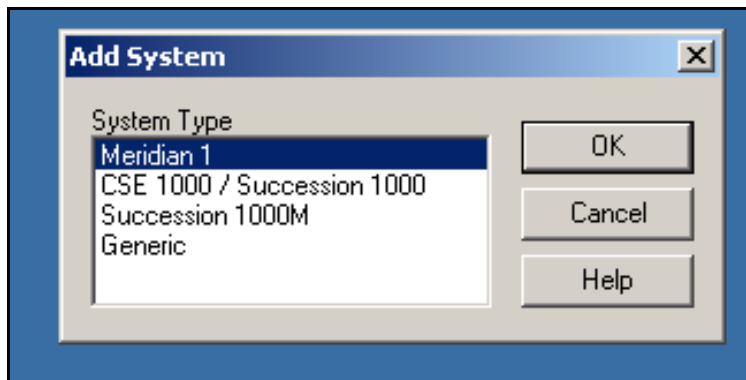 Add System
System Type
Meridian 1
CSE 1000 / Succession 1000
Succession 1000M
Generic
OK
Cancel
Help